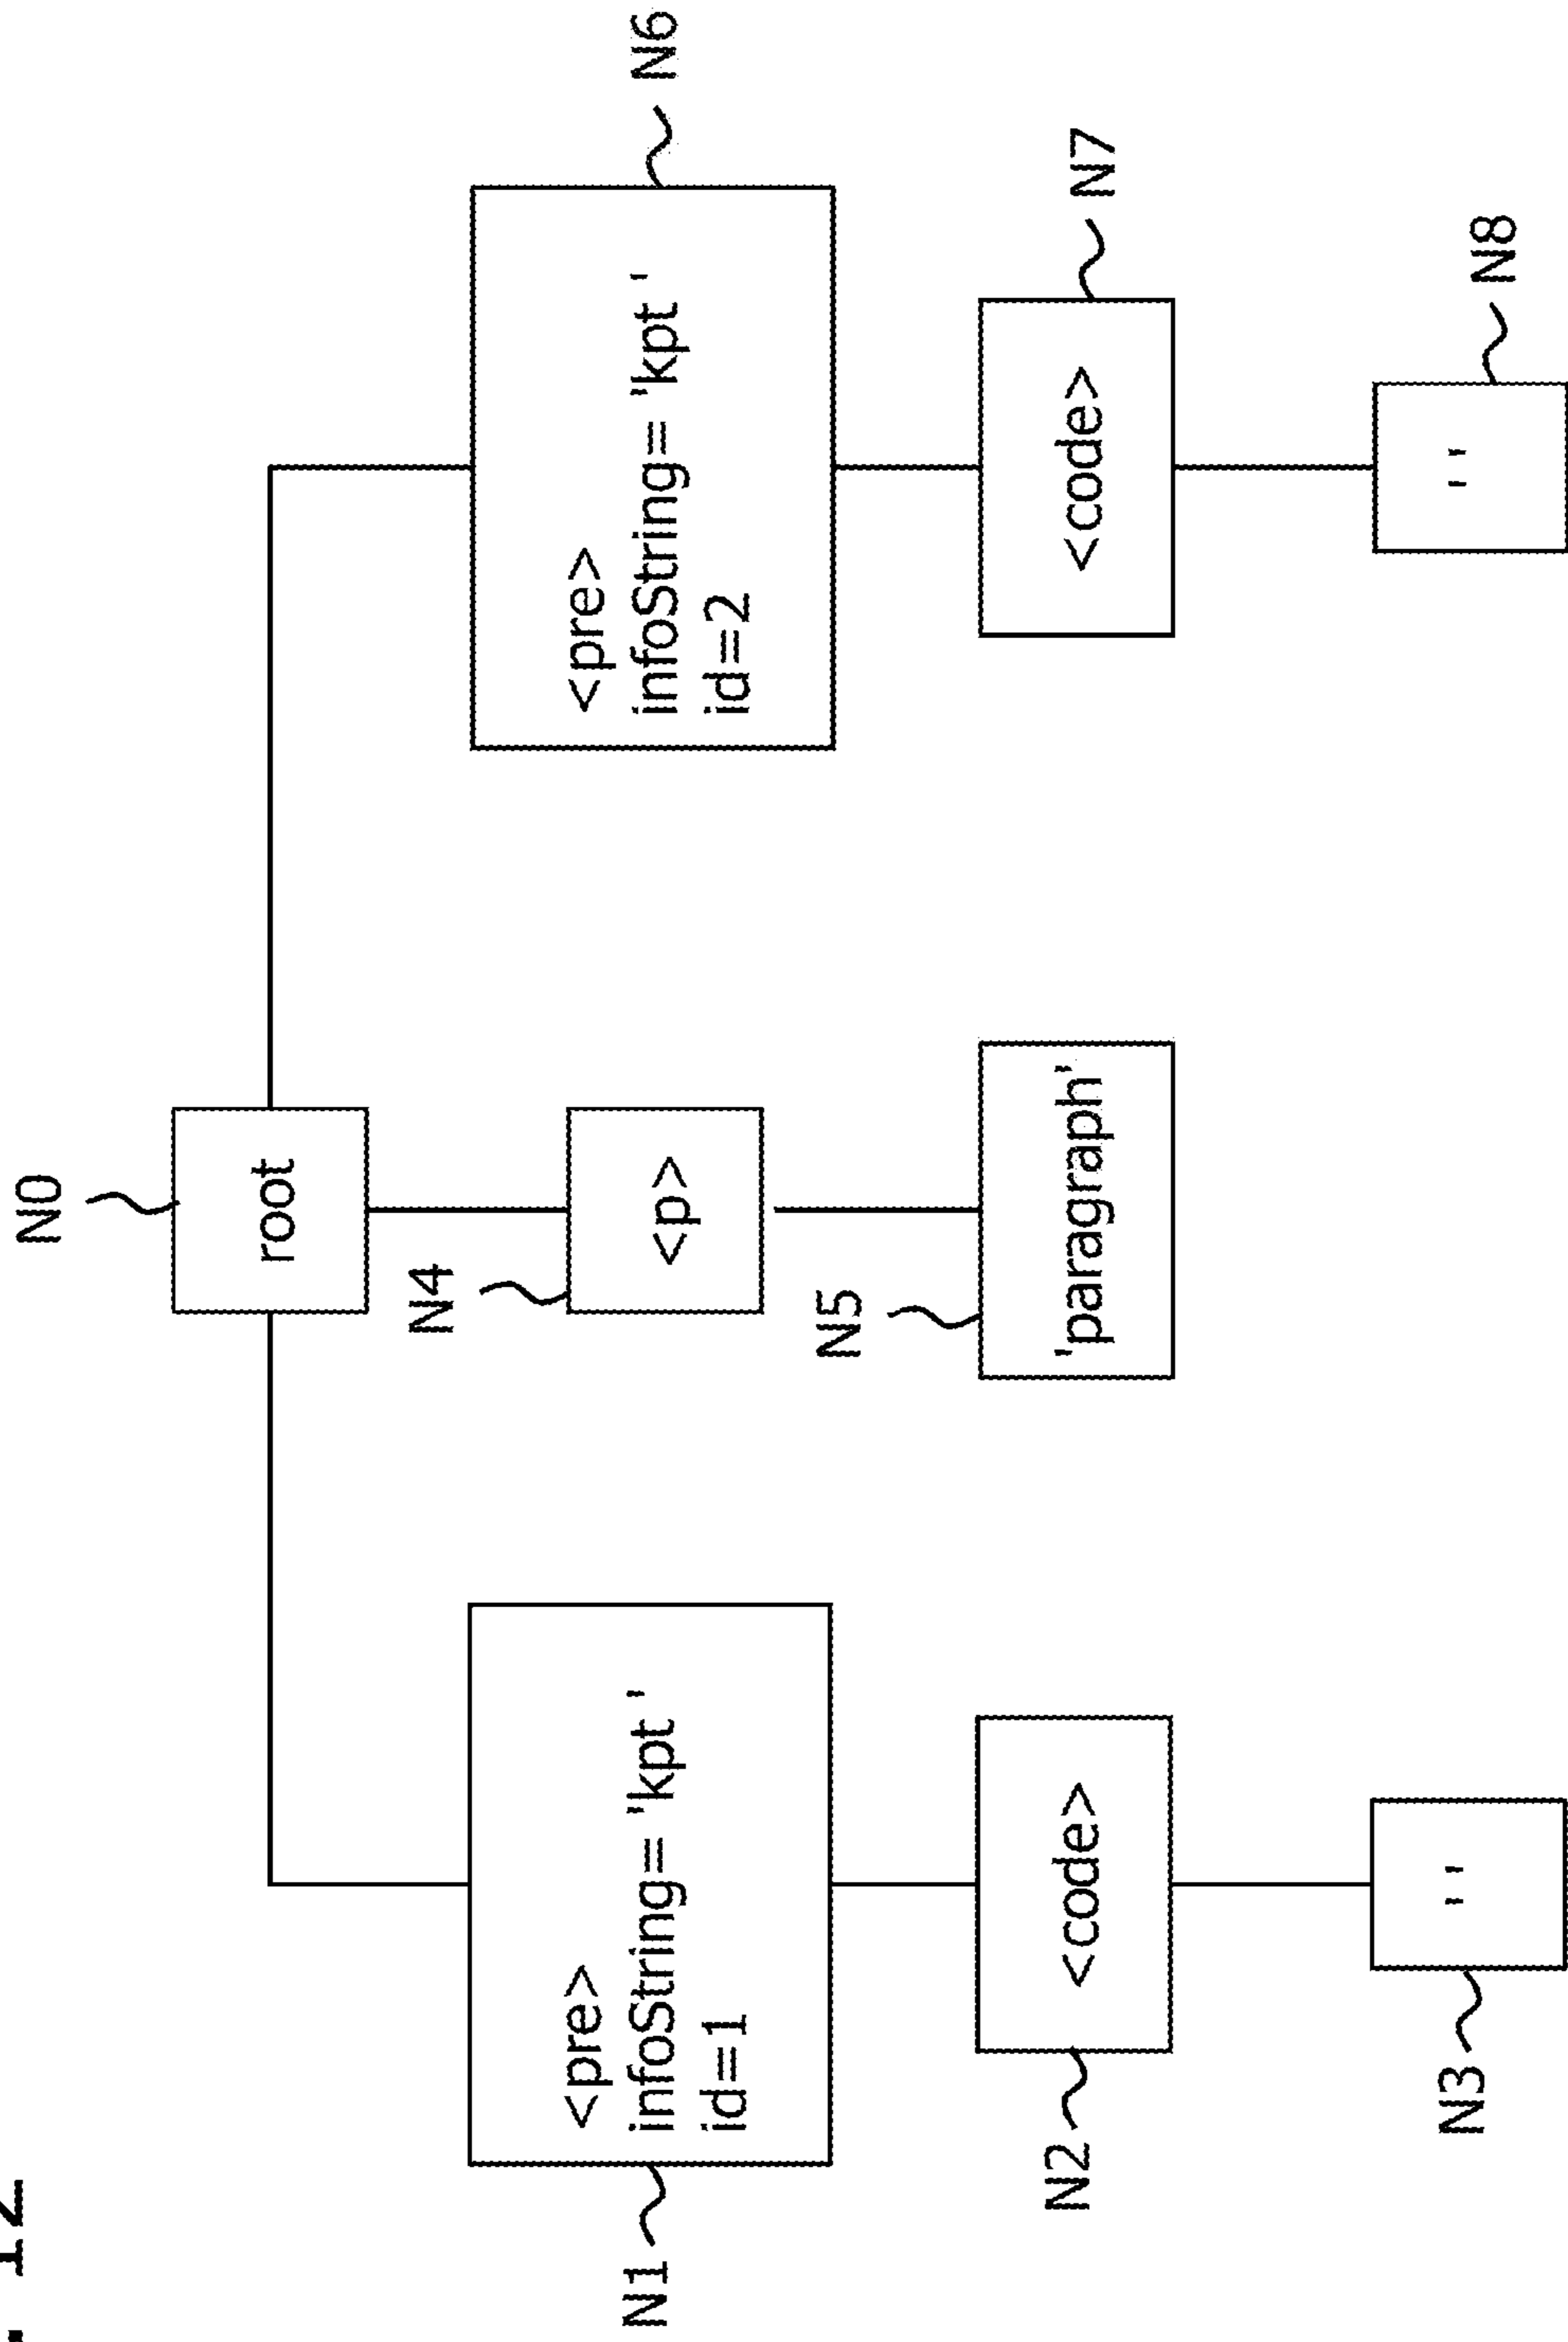 12
N0
root
N1
<pre>
infoString= 'kpt '
id=1
N4
<p>
<pre>
infoString= 'kpt '
id=2
N6
N2
<code>
N5
'paragraph'
<code>
N7
N3
' '
' '
N8